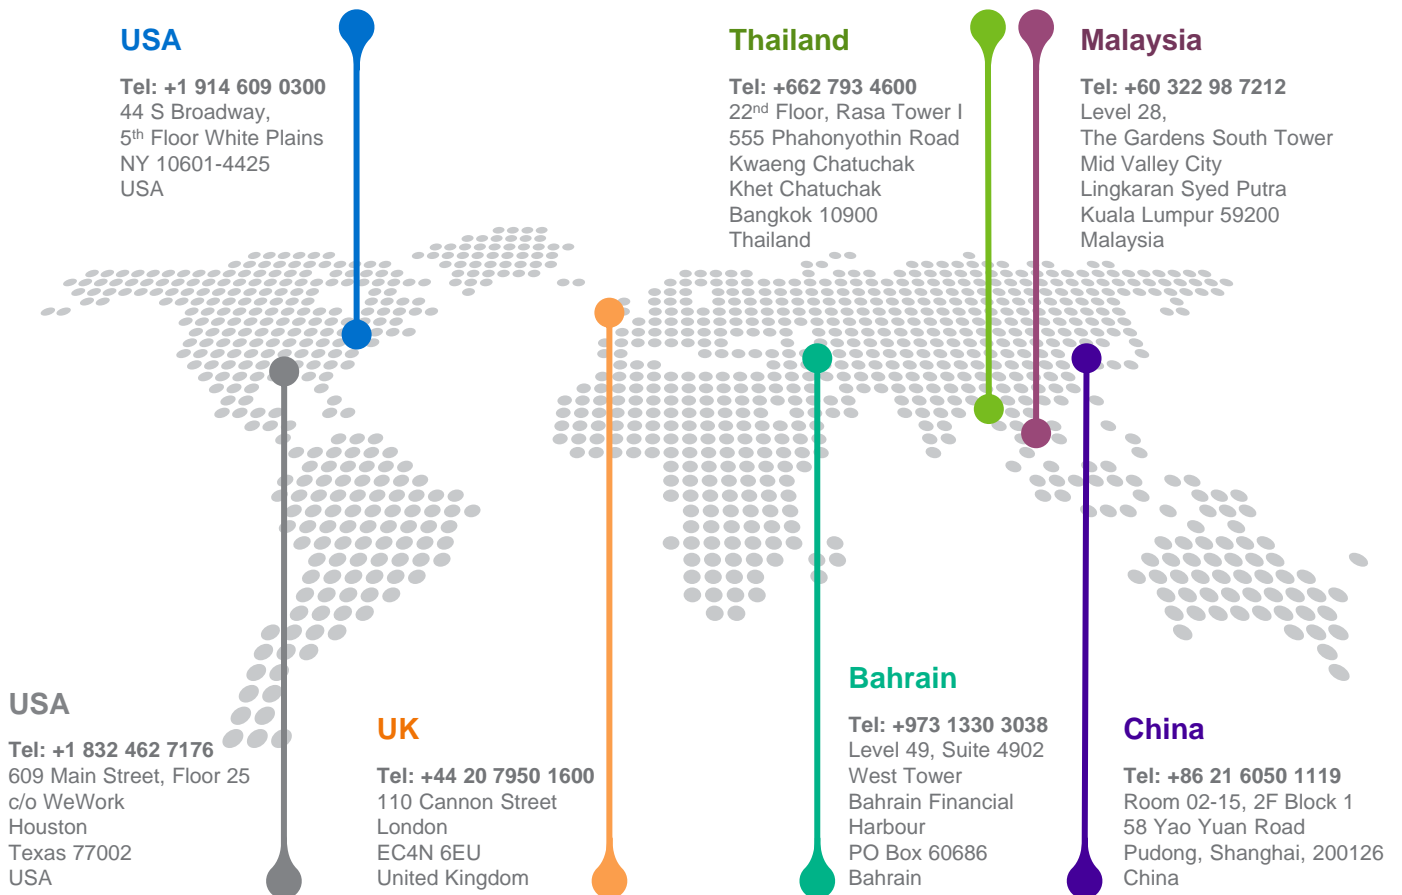 USA
Tel: +1 914 609 0300
44 S Broadway,
5th Floor White Plains
NY 10601-4425
USA
Thailand
Tel: +662 793 4600
22nd Floor, Rasa Tower I
555 Phahonyothin Road
Kwaeng Chatuchak
Khet Chatuchak
Bangkok 10900
Thailand
Malaysia
Tel: +60 322 98 7212
Level 28,
The Gardens South Tower
Mid Valley City
Lingkaran Syed Putra
Kuala Lumpur 59200
Malaysia
USA
Tel: +1 832 462 7176
609 Main Street, Floor 25
c/o WeWork
Houston
Texas 77002
USA
UK
Tel: +44 20 7950 1600
110 Cannon Street
London
EC4N 6EU
United Kingdom
Bahrain
Tel: +973 1330 3038
Level 49, Suite 4902
West Tower
Bahrain Financial
Harbour
PO Box 60686
Bahrain
China
Tel: +86 21 6050 1119
Room 02-15, 2F Block 1
58 Yao Yuan Road
Pudong, Shanghai, 200126
China